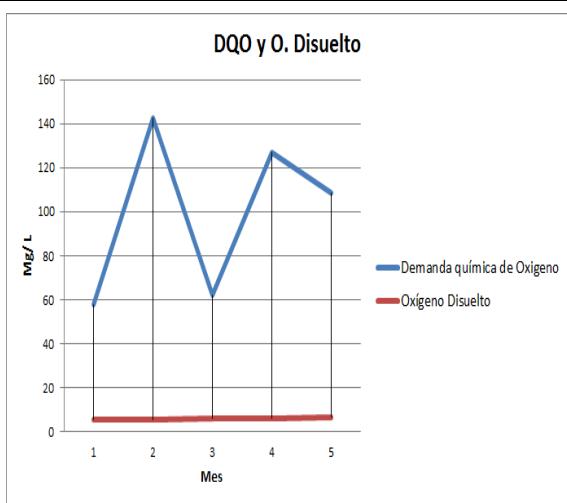 DQO y O. Disuelto
160
140
120
100
80
60
40
20
0
Mg/ L
1 2 3 4 5
Mes
Demanda química de Oxigeno
Oxígeno Disuelto